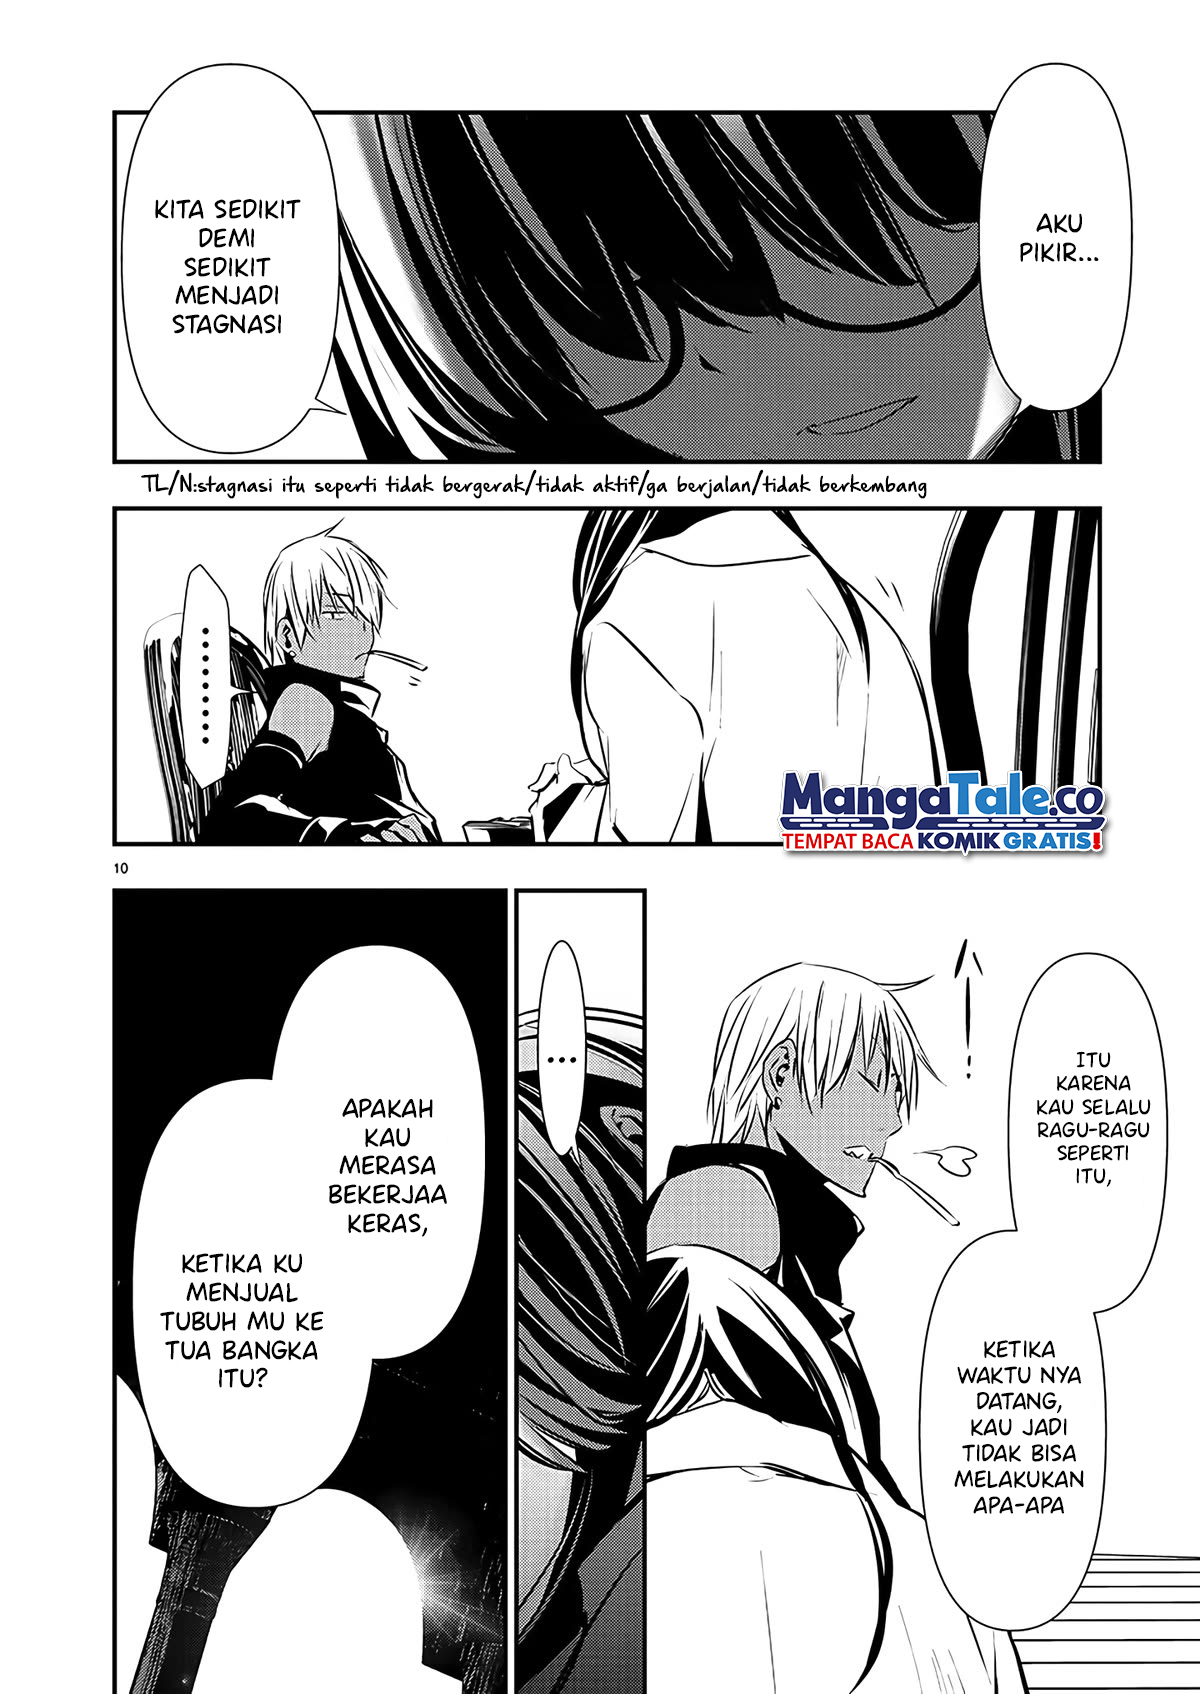 AKU
PIKIR...
KITA SEDIKIT
DEMI
SEDIKIT
MENJADI
STAGNASI
TL/N:stagnasi itu seperti tidak bergerak/tidak aktif/ga berjalan/tidak berkembang
MangaTale.co
TEMPAT BACA KOMIK GRATIS!
10
ITU
KARENA
KAU SELALU
RAGU-RAGU
SEPERTI
ITU,
KETIKA
WAKTU NYA
DATANG,
KAU JADI
TIDAK BISA
MELAKUKAN
APA-APA
...
APAKAH
KAU
MERASA
BEKERJAA
KERAS,
KETIKA KU
MENJUAL
TUBUH MU KE
TUA BANGKA
ITU?